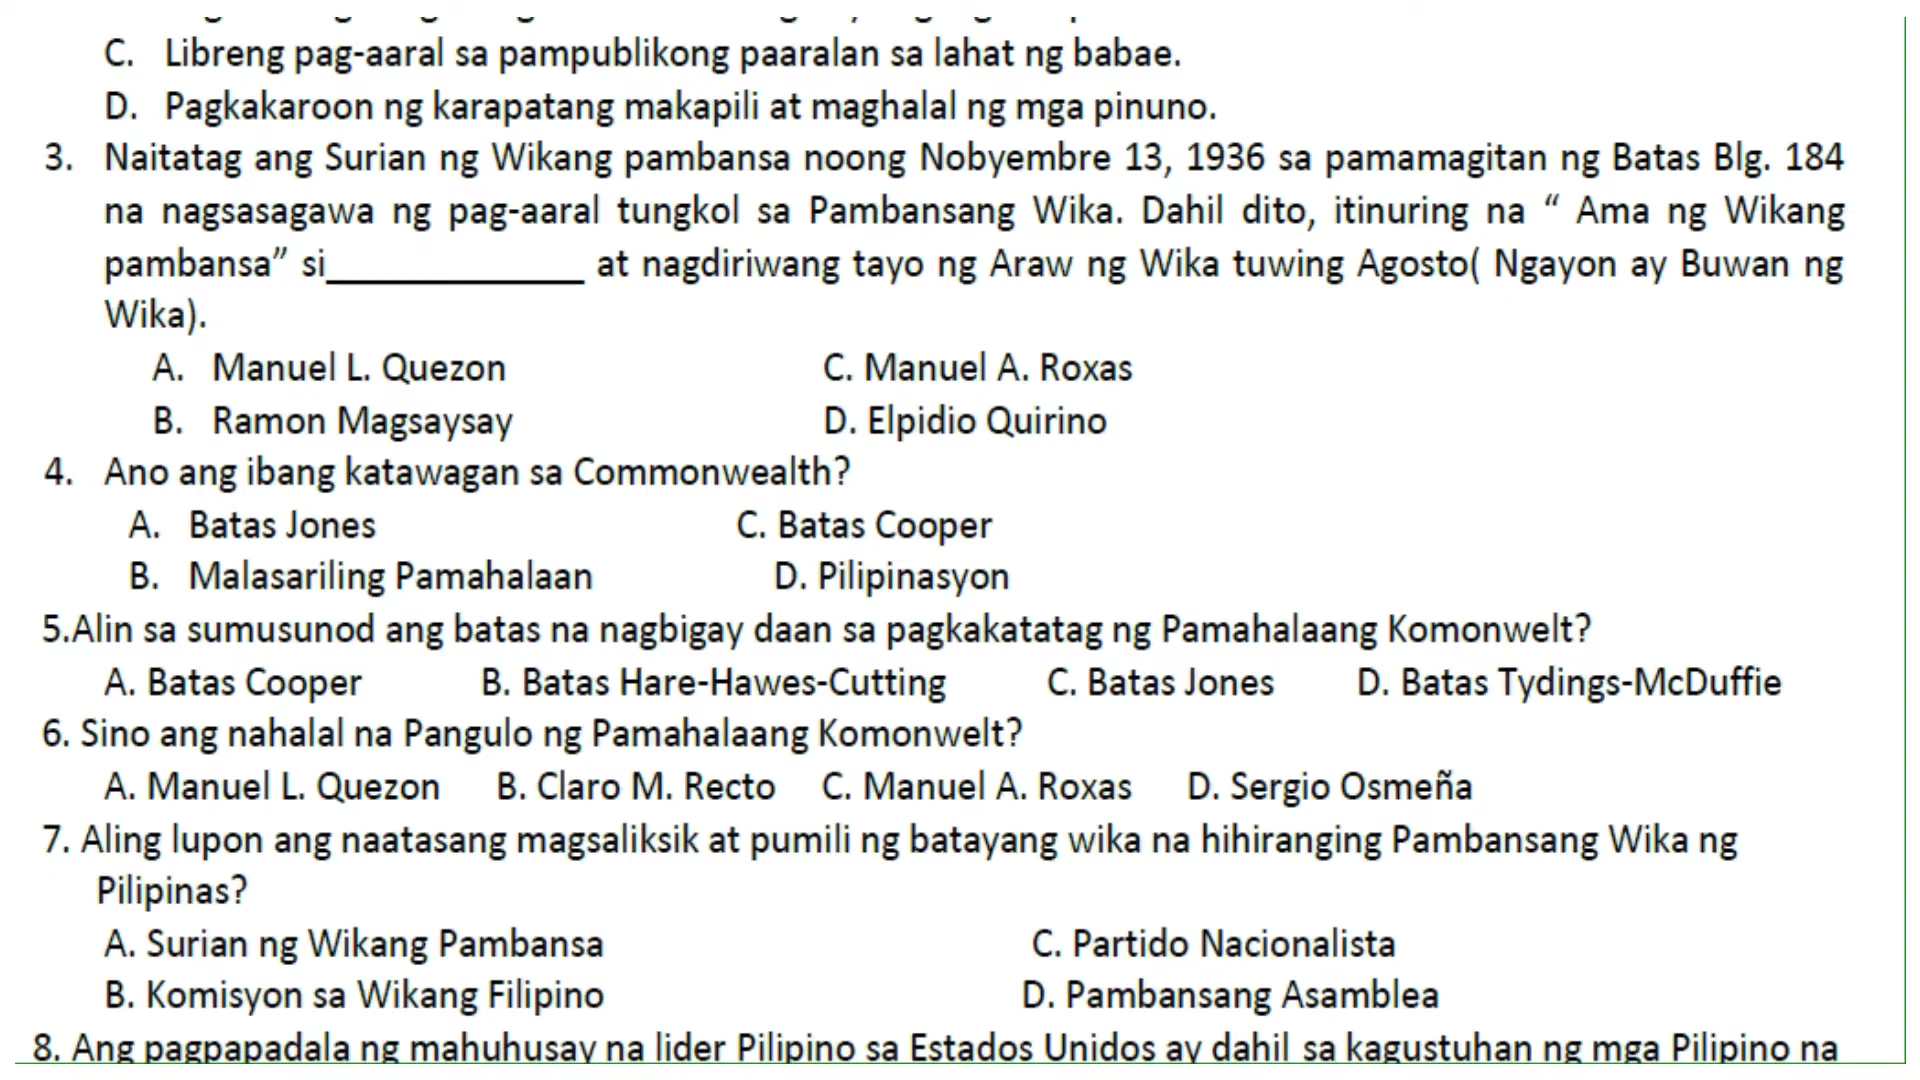 C. Libreng pag-aaral sa pampublikong paaralan sa lahat ng babae.
D. Pagkakaroon ng karapatang makapili at maghalal ng mga pinuno.
3. Naitatag ang Surian ng Wikang pambansa noong Nobyembre 13, 1936 sa pamamagitan ng Batas Blg. 184
na nagsasagawa ng pag-aaral tungkol sa Pambansang Wika. Dahil dito, itinuring na “ Ama ng Wikang
pambansa” si_____________ at nagdiriwang tayo ng Araw ng Wika tuwing Agosto( Ngayon ay Buwan ng
Wika).
A. Manuel L. Quezon C. Manuel A. Roxas
B. Ramon Magsaysay D. Elpidio Quirino
4. Ano ang ibang katawagan sa Commonwealth?
A. Batas Jones C. Batas Cooper
B. Malasariling Pamahalaan D. Pilipinasyon
5.Alin sa sumusunod ang batas na nagbigay daan sa pagkakatatag ng Pamahalaang Komonwelt?
A. Batas Cooper B. Batas Hare-Hawes-Cutting C. Batas Jones D. Batas Tydings-McDuffie
6. Sino ang nahalal na Pangulo ng Pamahalaang Komonwelt?
A. Manuel L. Quezon B. Claro M. Recto C. Manuel A. Roxas D. Sergio Osmeña
7. Aling lupon ang naatasang magsaliksik at pumili ng batayang wika na hihiranging Pambansang Wika ng
Pilipinas?
A. Surian ng Wikang Pambansa C. Partido Nacionalista
B. Komisyon sa Wikang Filipino D. Pambansang Asamblea
8. Ang pagpapadala ng mahuhusay na lider Pilipino sa Estados Unidos ay dahil sa kagustuhan ng mga Pilipino na